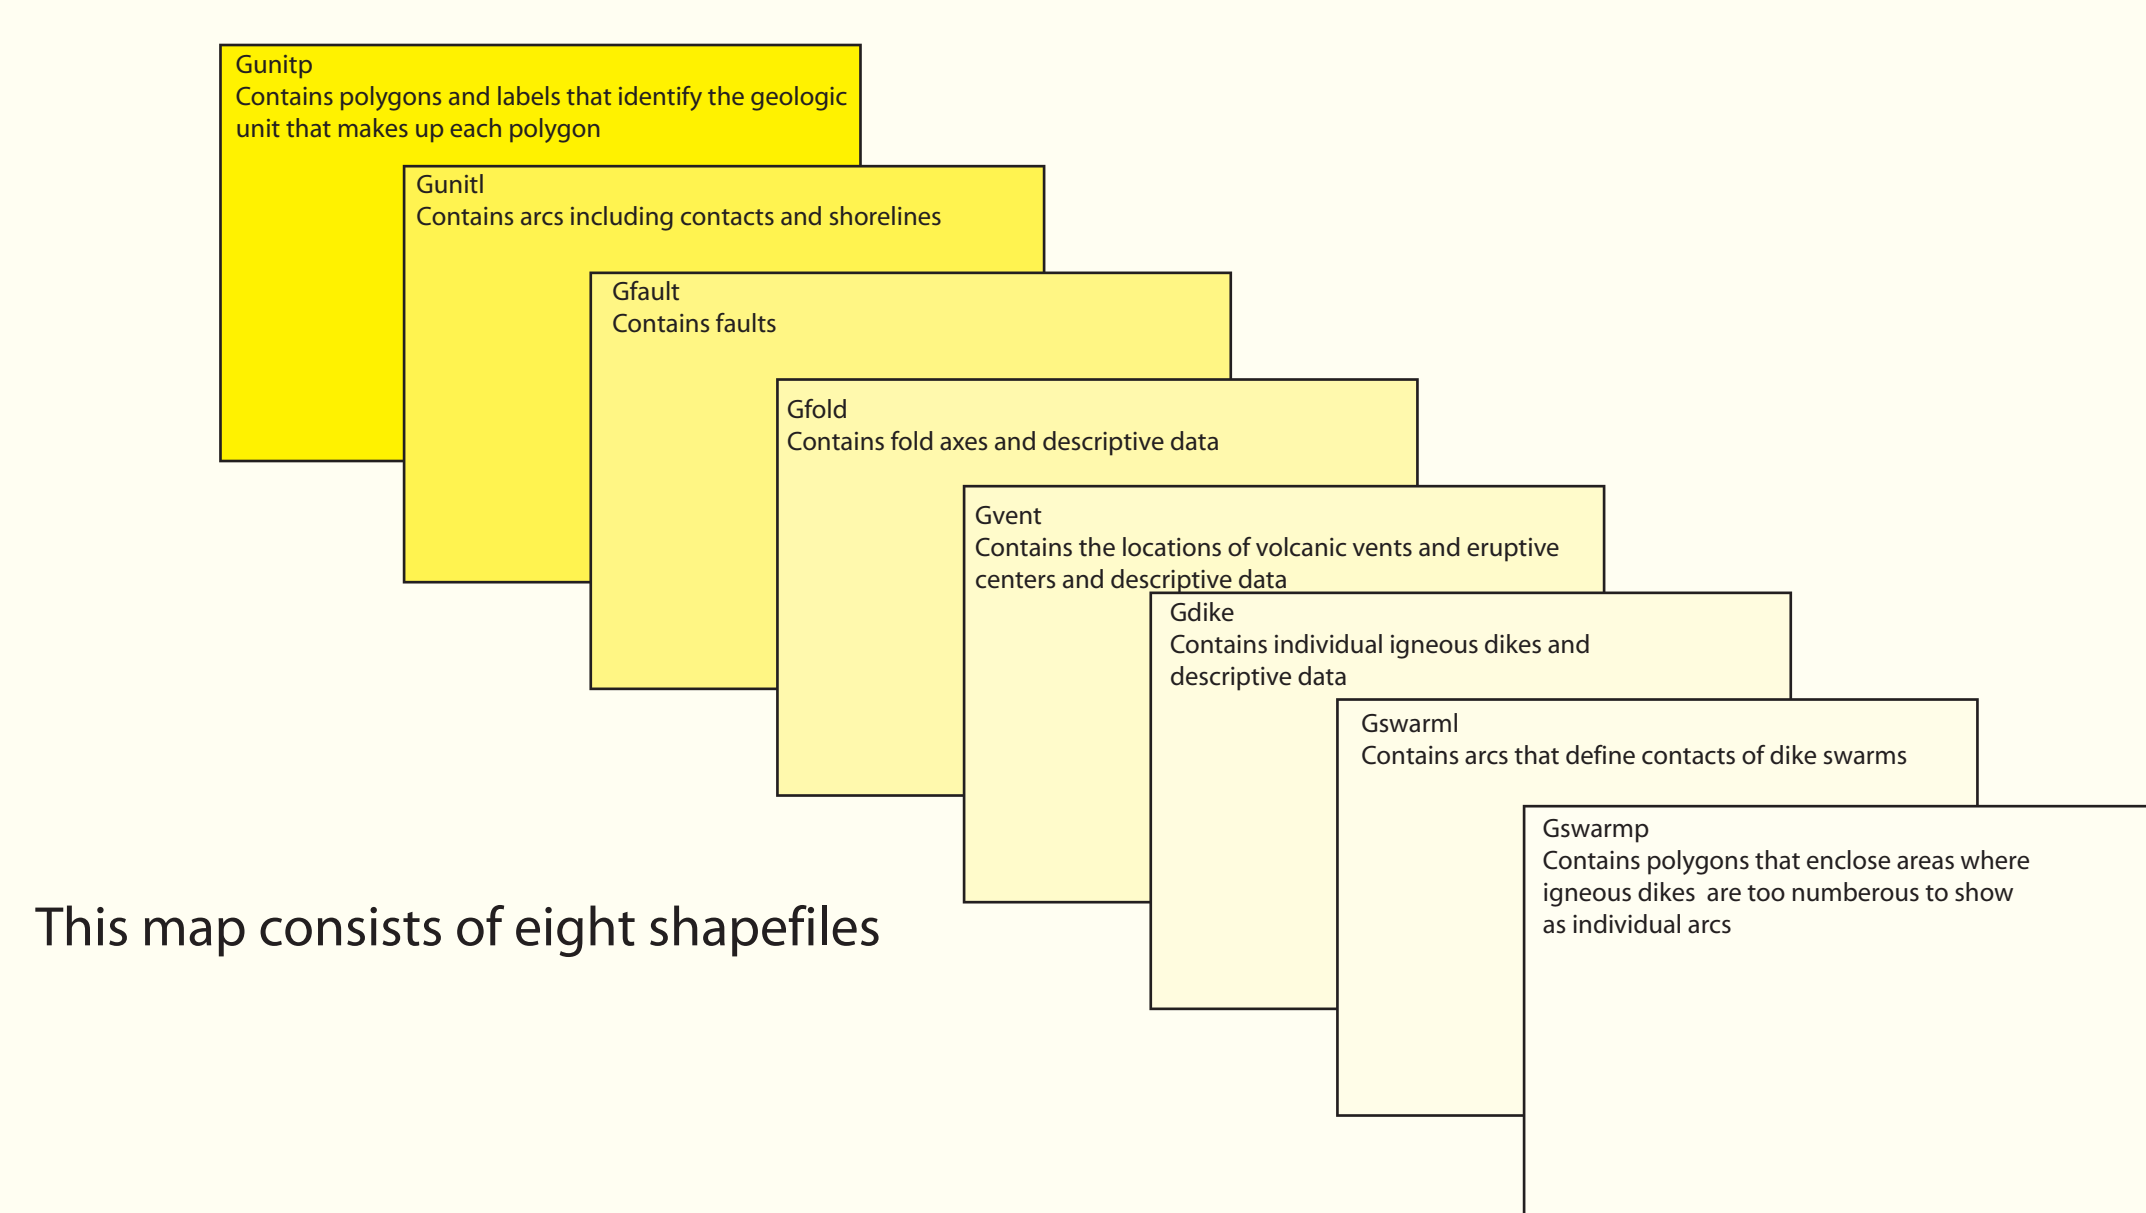 Gunitp
Contains polygons and labels that identify the geologic
unit that makes up each polygon
Gunitl
Contains arcs including contacts and shorelines
Gfault
Contains faults
Gfold
Contains fold axes and descriptive data
Gvent
Contains the locations of volcanic vents and eruptive
centers and descriptive data
Gdike
Contains individual igneous dikes and
descriptive data
Gswarml
Contains arcs that define contacts of dike swarms
Gswarmp
Contains polygons that enclose areas where
igneous dikes  are too numberous to show
as individual arcs
This map consists of eight shapefiles